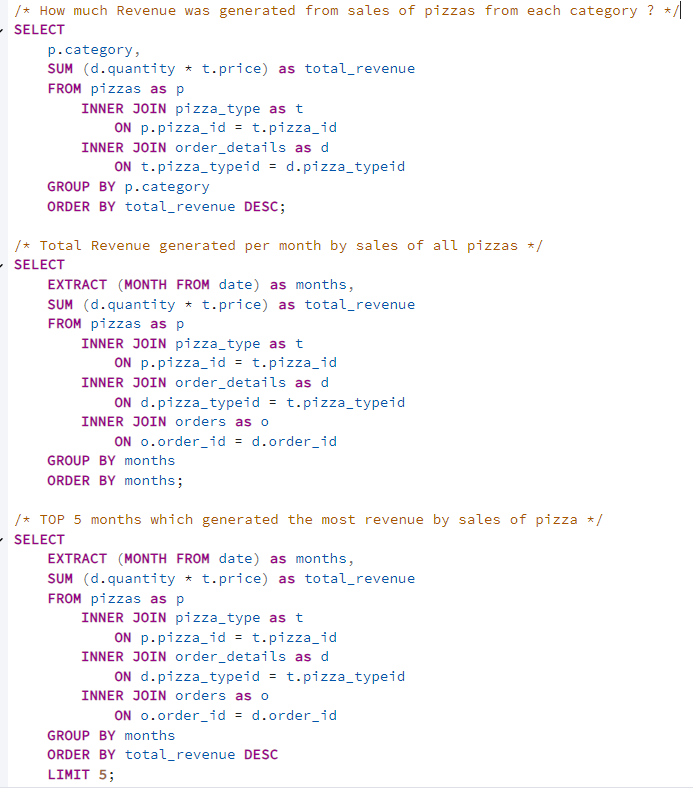 /* How much Revenue was generated from sales of pizzas from each category ? */
SELECT
p.category,
SUM (d.quantity * t.price) as total_revenue
FROM pizzas as p
INNER JOIN pizza_type as t
ON p.pizza_id = t.pizza_id
INNER JOIN order_details as d
ON t.pizza_typeid = d.pizza_typeid
GROUP BY p.category
ORDER BY total_revenue DESC;
/* Total Revenue generated per month by sales of all pizzas */
SELECT
EXTRACT (MONTH FROM date) as months,
SUM (d.quantity * t.price) as total_revenue
FROM pizzas as p
INNER JOIN pizza_type as t
ON p.pizza_id = t.pizza_id
INNER JOIN order_details as d
ON d.pizza_typeid = t.pizza_typeid
INNER JOIN orders as o
ON o.order_id = d.order_id
GROUP BY months
ORDER BY months;
/* TOP 5 months which generated the most revenue by sales of pizza */
SELECT
EXTRACT (MONTH FROM date) as months,
SUM (d.quantity * t.price) as total_revenue
FROM pizzas as p
INNER JOIN pizza_type as t
ON p.pizza_id = t.pizza_id
INNER JOIN order_details as d
ON d.pizza_typeid = t.pizza_typeid
INNER JOIN orders as o
ON o.order_id = d.order_id
GROUP BY months
ORDER BY total_revenue DESC
LIMIT 5;